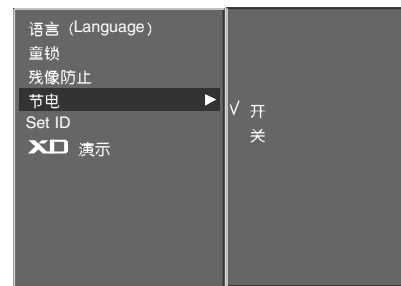 语言 (Language)
童锁
残像防止
节电
√ 开
关
Set ID
XD 演示